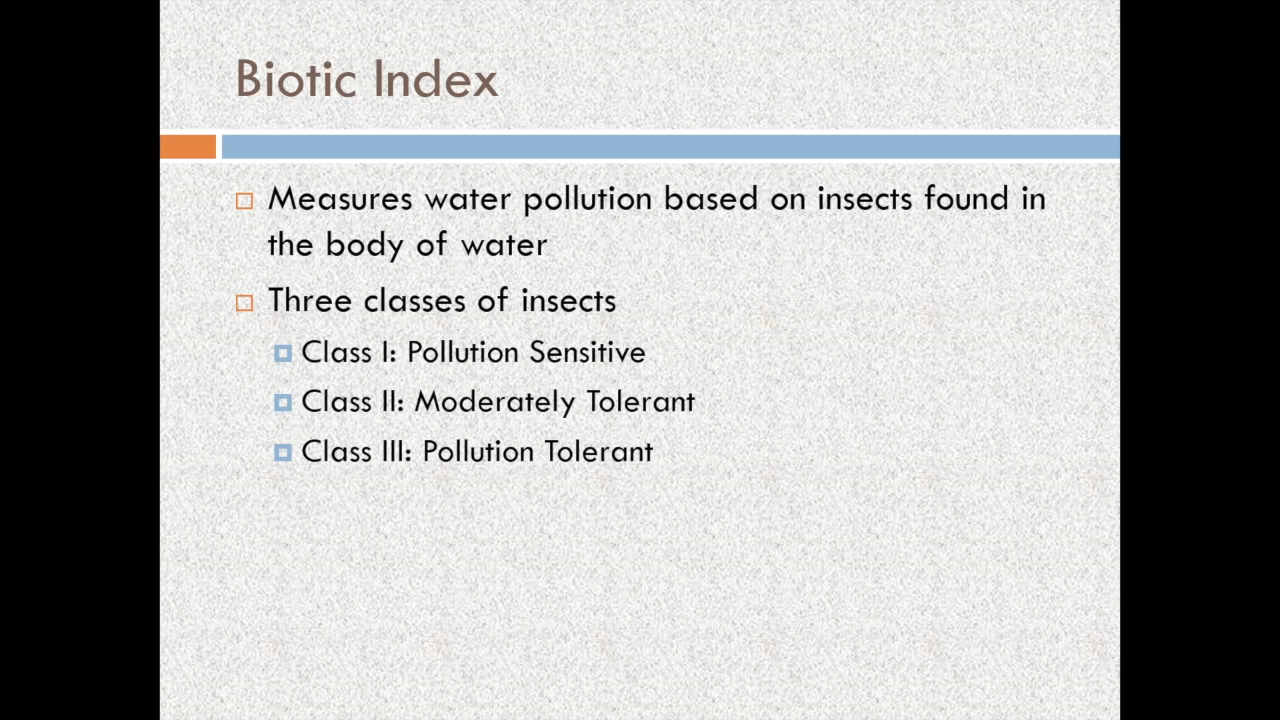 Biotic Index
Measures water pollution based on insects found in
the body of water
Three classes of insects
Class I: Pollution Sensitive
Class II: Moderately Tolerant
Class III: Pollution Tolerant